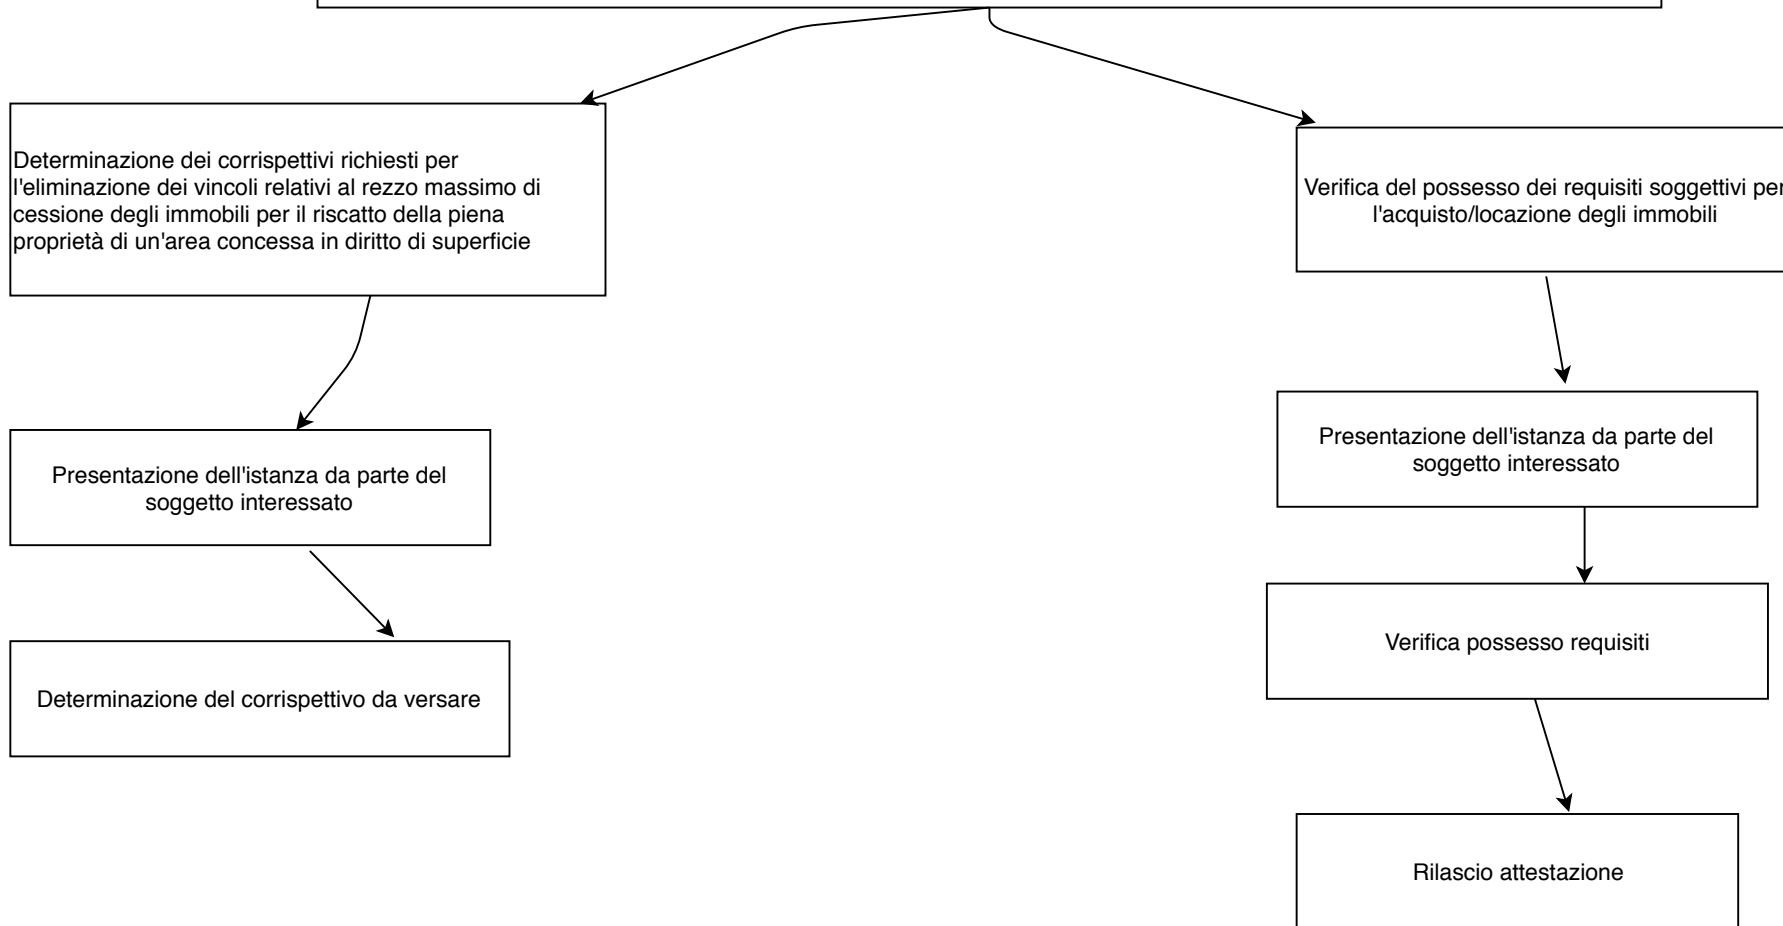 Determinazione dei corrispettivi richiesti per
l'eliminazione dei vincoli relativi al rezzo massimo di
cessione degli immobili per il riscatto della piena
proprietà di un'area concessa in diritto di superficie
Verifica del possesso dei requisiti soggettivi per
l'acquisto/locazione degli immobili
Presentazione dell'istanza da parte del
soggetto interessato
Presentazione dell'istanza da parte del
soggetto interessato
Verifica possesso requisiti
Determinazione del corrispettivo da versare
Rilascio attestazione